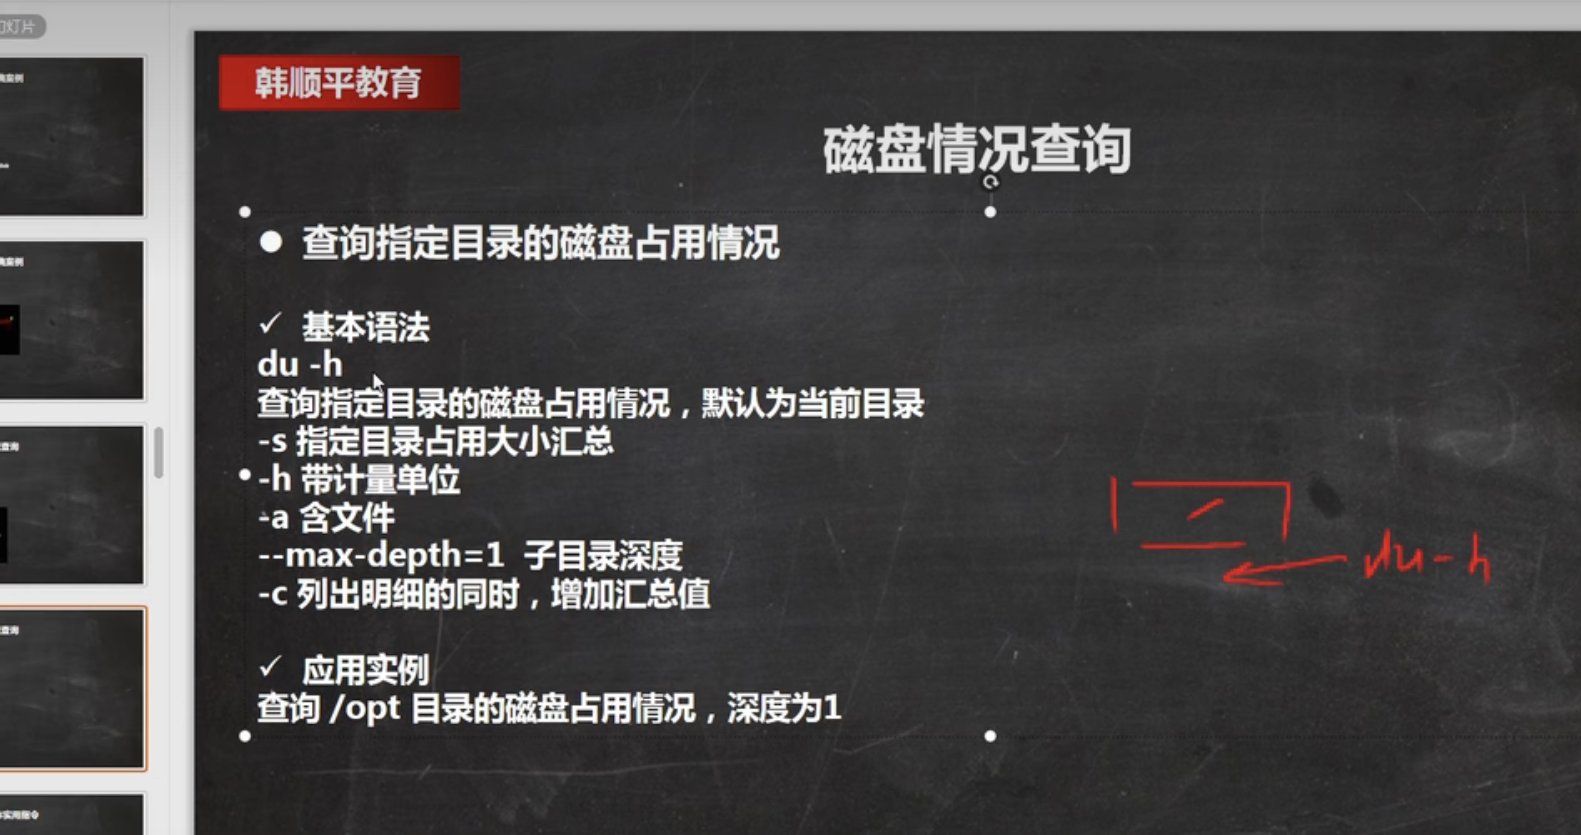 韩顺平教育
磁盘情况查询
查询指定目录的磁盘占用情况
✓ 基本语法
du -h
查询指定目录的磁盘占用情况，默认为当前目录
-s 指定目录占用大小汇总
-h 带计量单位
-a 含文件
--max-depth=1 子目录深度
-c 列出明细的同时，增加汇总值
du-h
✓ 应用实例
查询 /opt 目录的磁盘占用情况，深度为1